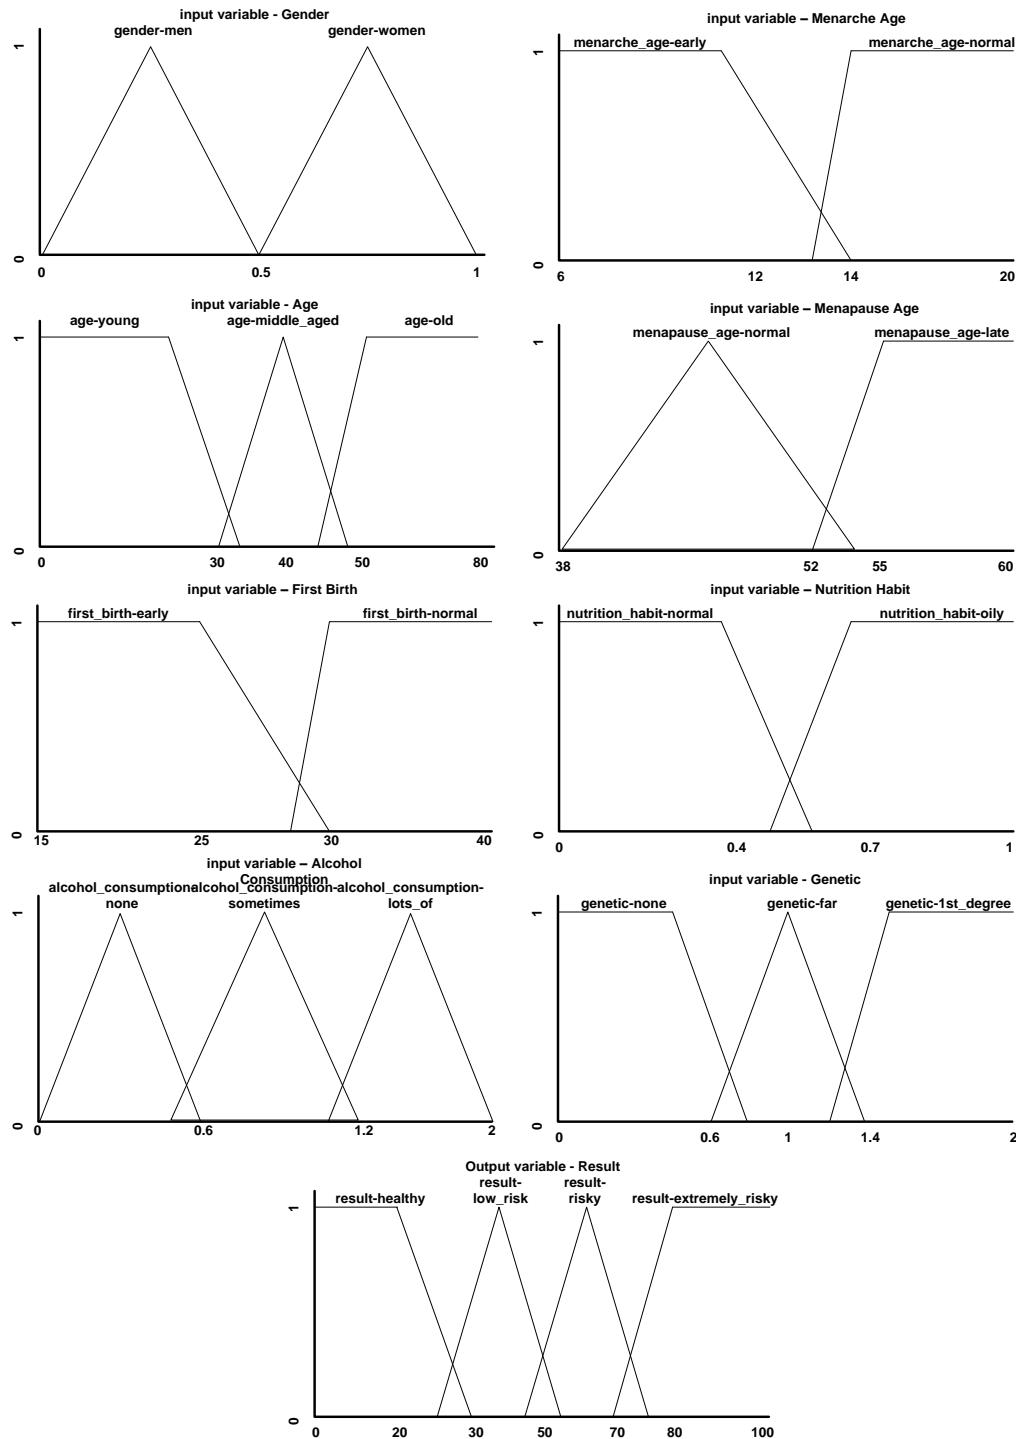 input variable - Gender
gender-men gender-women
1
0
0 0.5 1
input variable – Menarche Age
menarche_age-early menarche_age-normal
1
0
6 12 14 20
input variable - Age
age-young age-middle_aged age-old
1
0
0 30 40 50 80
input variable – Menapause Age
menapause_age-normal menapause_age-late
1
0
38 52 55 60
input variable – First Birth
first_birth-early first_birth-normal
1
0
15 25 30 40
input variable – Nutrition Habit
nutrition_habit-normal nutrition_habit-oily
1
0
0 0.4 0.7 1
input variable – Alcohol
Consumption
alcohol_consumption- alcohol_consumption- alcohol_consumption-
none sometimes lots_of
1
0
0 0.6 1.2 2
input variable - Genetic
genetic-none genetic-far genetic-1st_degree
1
0
0 0.6 1 1.4 2
Output variable - Result
result- result-
result-healthy low_risk risky result-extremely_risky
1
0
0 20 30 50 70 80 100